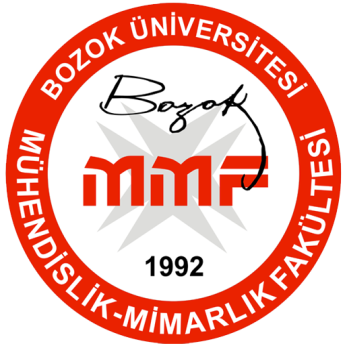 BOZOK ÜNİVERSİTESİ
Bozok
MMF
1992
MÜHENDİSLİK-MİMARLIK FAKÜLTESİ